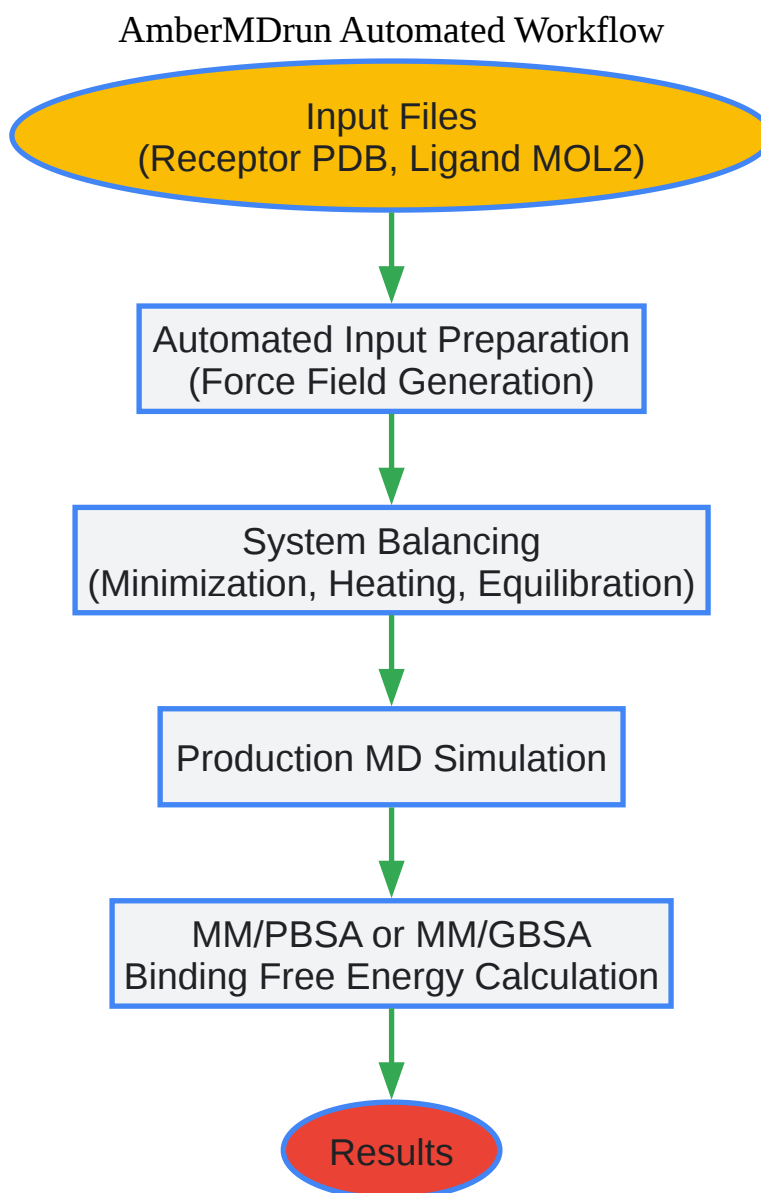 AmberMDrun Automated Workflow
Input Files
(Receptor PDB, Ligand MOL2)
Automated Input Preparation
(Force Field Generation)
System Balancing
(Minimization, Heating, Equilibration)
Production MD Simulation
MM/PBSA or MM/GBSA
Binding Free Energy Calculation
Results